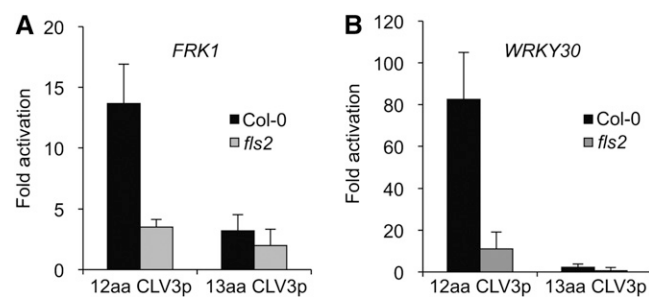 A
FRK1
Fold activation
20
15
10
5
0
Col-0
fls2
12aa CLV3p
13aa CLV3p
B
WRKY30
Fold activation
120
100
80
60
40
20
0
Col-0
fls2
12aa CLV3p
13aa CLV3p